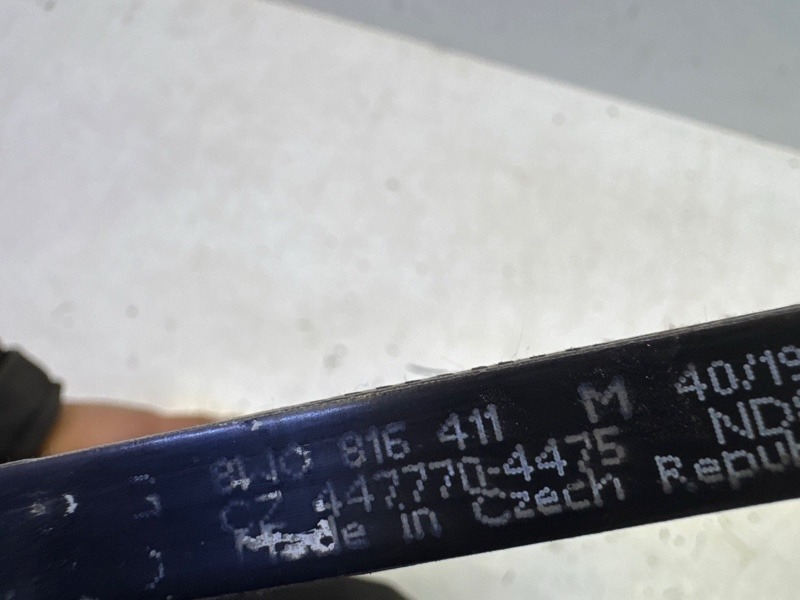 8W0 816 411 M 40/19
CZ 447770-4475 ND
Made in Czech Repub